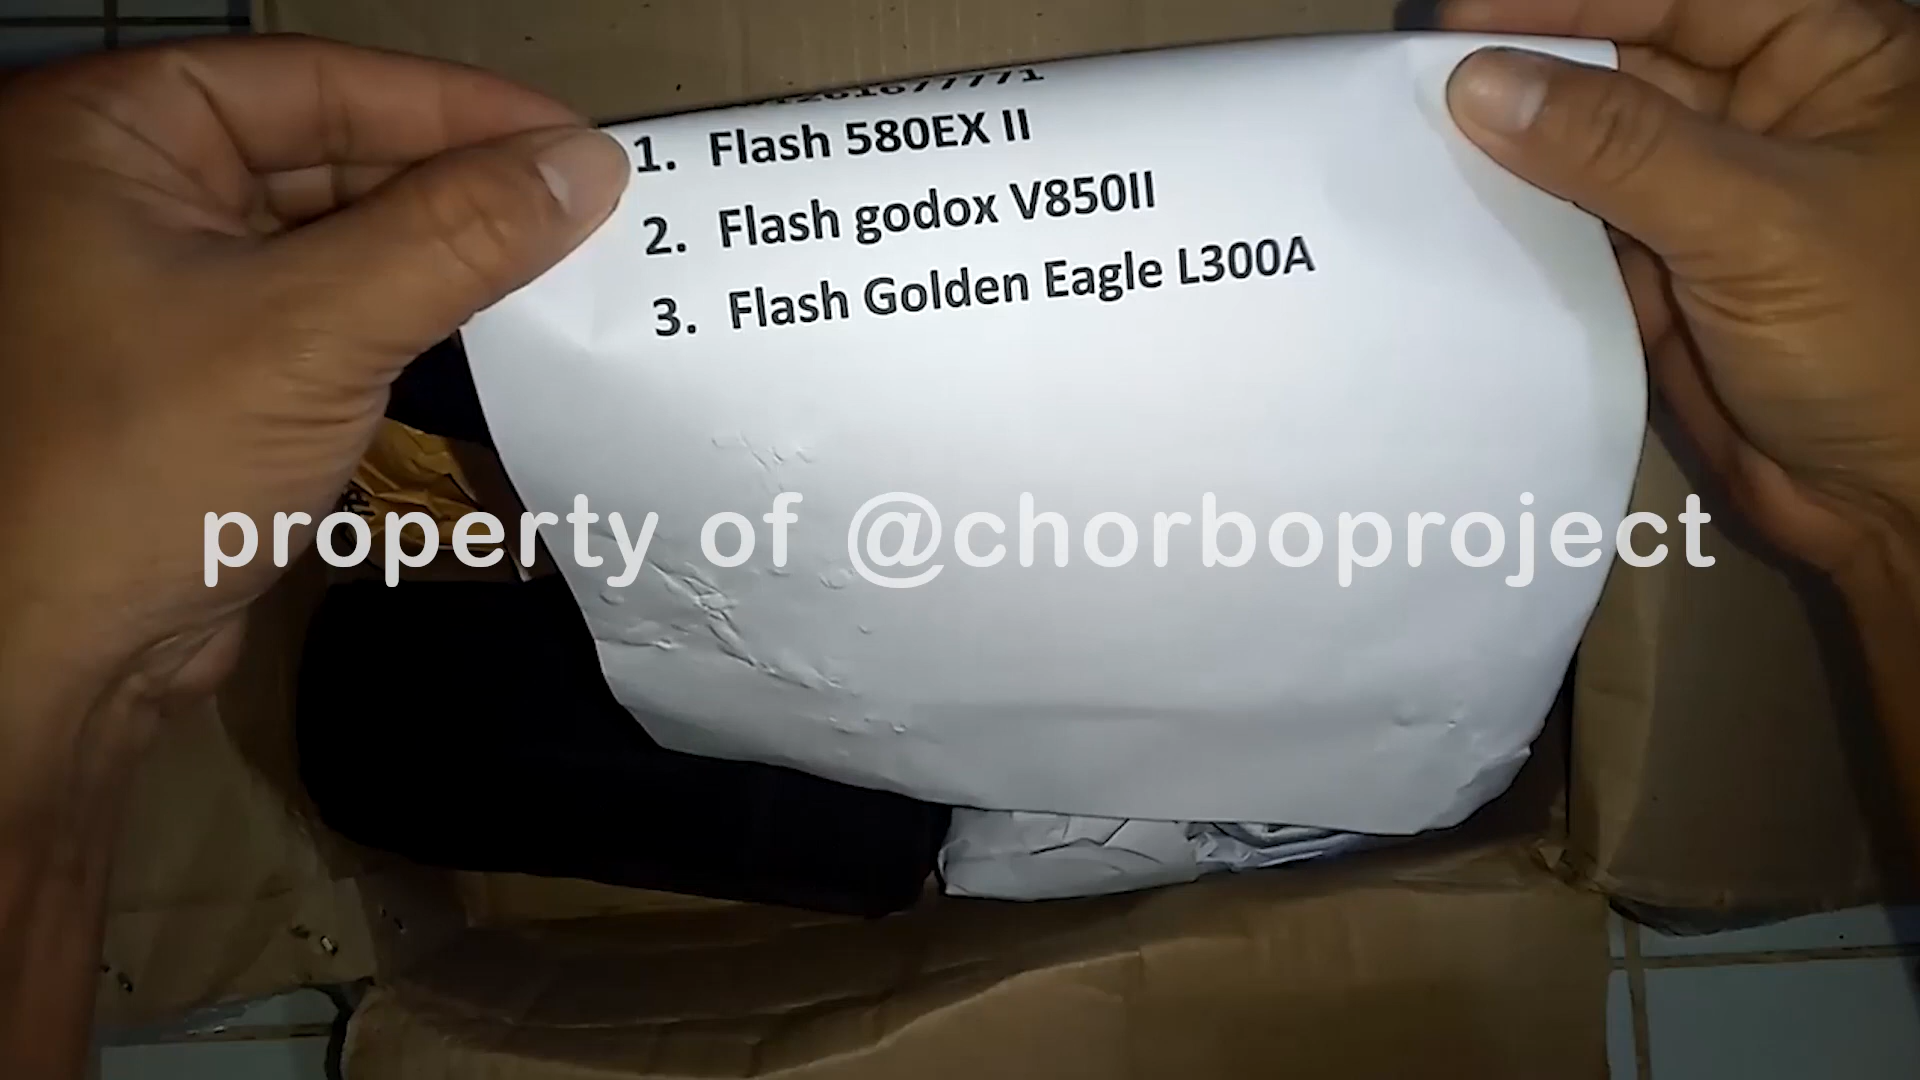 1. Flash 580EX II
2. Flash godox V850II
3. Flash Golden Eagle L300A
property of @chorboproject